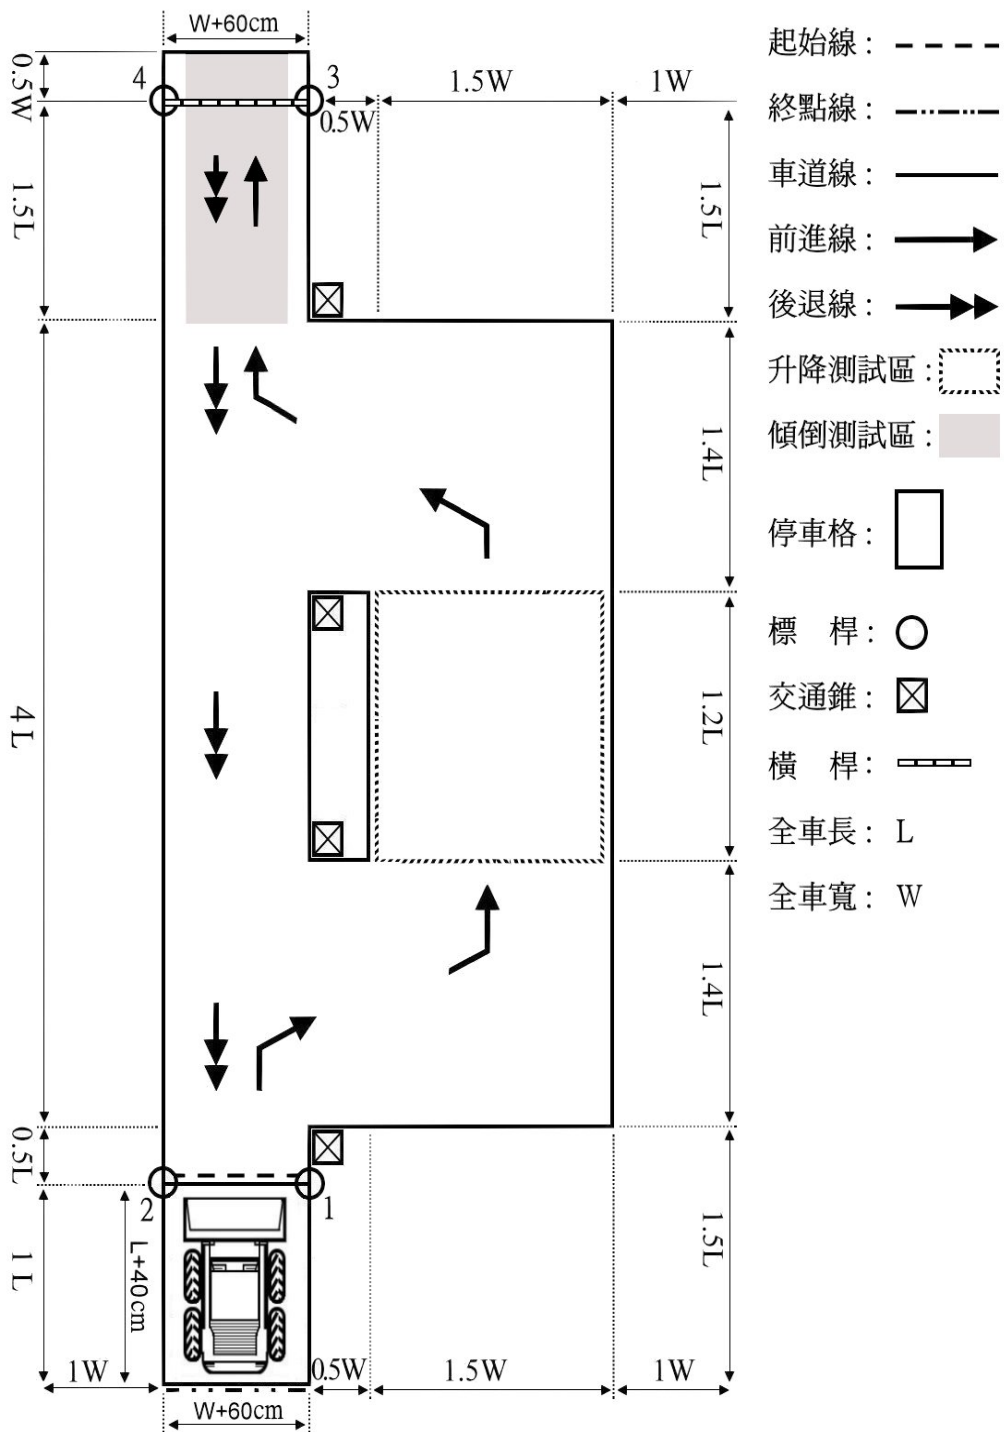 W+60cm
0.5W
4
3
1.5W
1W
0.5W
1.5L
1.5L
1.4L
4L
1.2L
1.4L
0.5L
2
1
1L
L+40cm
1.5L
1W
0.5W
1.5W
1W
W+60cm
起始線：
終點線：
車道線：
前進線：
後退線：
升降測試區：
傾倒測試區：
停車格：
標　桿：
交通錐：
橫　桿：
全車長： L
全車寬： W